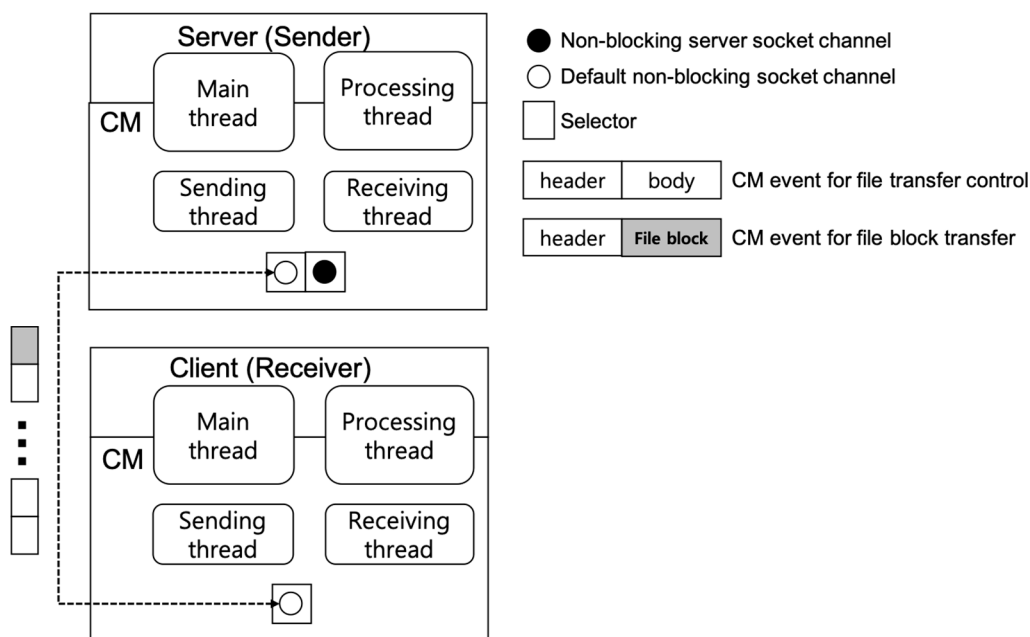 Server (Sender)
Main
thread
Processing
thread
CM
Sending
thread
Receiving
thread
Client (Receiver)
Main
thread
Processing
thread
CM
Sending
thread
Receiving
thread
Non-blocking server socket channel
Default non-blocking socket channel
Selector
header body CM event for file transfer control
header File block CM event for file block transfer